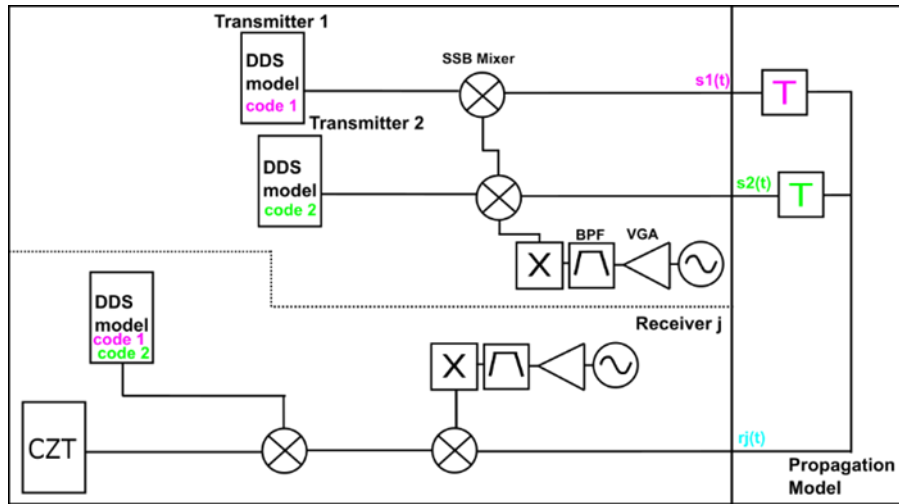 Transmitter 1
DDS
model
code 1
SSB Mixer
s1(t)
T
Transmitter 2
DDS
model
code 2
s2(t)
T
BPF
VGA
X
Receiver j
DDS
model
code 1
code 2
X
CZT
rj(t)
Propagation
Model